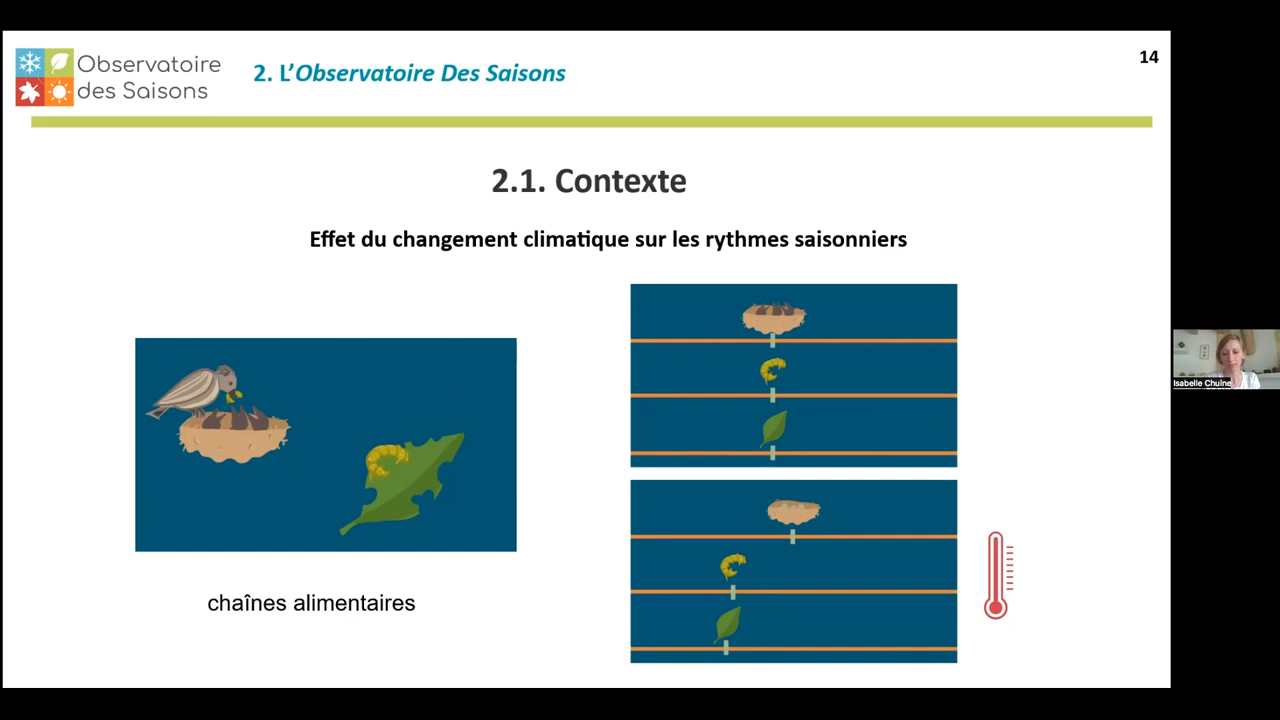 Observatoire
des Saisons
2. L'Observatoire Des Saisons
14
2.1. Contexte
Effet du changement climatique sur les rythmes saisonniers
chaînes alimentaires
Isabelle Chuine